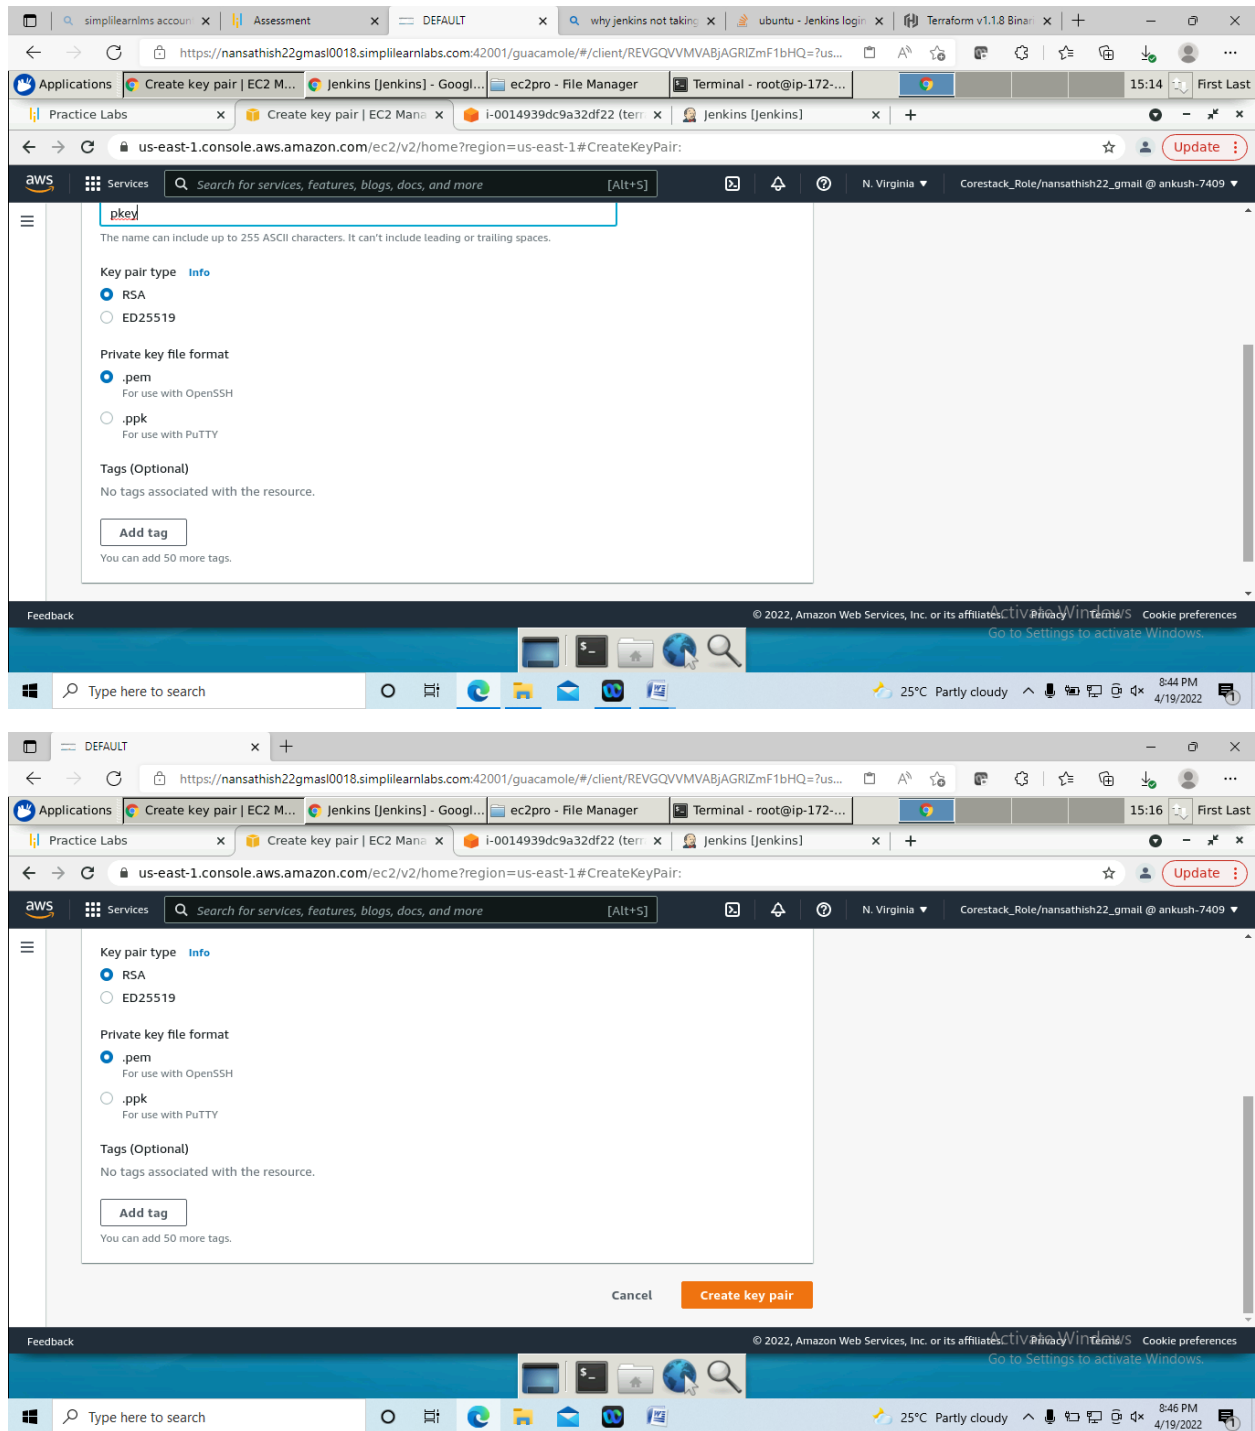 simplilearnlms accoun
Assessment
DEFAULT
why jenkins not taking
ubuntu - Jenkins login
Terraform v1.1.8 Binari
https://nansathish22gmasl0018.simplilearnlabs.com:42001/guacamole/#/client/REVGQVVMVABjAGRlZmF1bHQ=?us...
Applications
Create key pair | EC2 M...
Jenkins [Jenkins] - Googl...
ec2pro - File Manager
Terminal - root@ip-172-...
15:14
First Last
Practice Labs
Create key pair | EC2 Mana
i-0014939dc9a32df22 (tern
Jenkins [Jenkins]
us-east-1.console.aws.amazon.com/ec2/v2/home?region=us-east-1#CreateKeyPair:
Update
aws
Services
Search for services, features, blogs, docs, and more
[Alt+S]
N. Virginia
Corestack_Role/nansathish22_gmail @ ankush-7409
pkey
The name can include up to 255 ASCII characters. It can't include leading or trailing spaces.
Key pair type Info
RSA
ED25519
Private key file format
.pem
For use with OpenSSH
.ppk
For use with PuTTY
Tags (Optional)
No tags associated with the resource.
Add tag
You can add 50 more tags.
Feedback
© 2022, Amazon Web Services, Inc. or its affiliates.
Privacy
Terms
Cookie preferences
Activate Windows
Go to Settings to activate Windows.
Type here to search
25°C Partly cloudy
8:44 PM
4/19/2022
1
DEFAULT
https://nansathish22gmasl0018.simplilearnlabs.com:42001/guacamole/#/client/REVGQVVMVABjAGRlZmF1bHQ=?us...
Applications
Create key pair | EC2 M...
Jenkins [Jenkins] - Googl...
ec2pro - File Manager
Terminal - root@ip-172-...
15:16
First Last
Practice Labs
Create key pair | EC2 Mana
i-0014939dc9a32df22 (tern
Jenkins [Jenkins]
us-east-1.console.aws.amazon.com/ec2/v2/home?region=us-east-1#CreateKeyPair:
Update
aws
Services
Search for services, features, blogs, docs, and more
[Alt+S]
N. Virginia
Corestack_Role/nansathish22_gmail @ ankush-7409
Key pair type Info
RSA
ED25519
Private key file format
.pem
For use with OpenSSH
.ppk
For use with PuTTY
Tags (Optional)
No tags associated with the resource.
Add tag
You can add 50 more tags.
Cancel
Create key pair
Feedback
© 2022, Amazon Web Services, Inc. or its affiliates.
Privacy
Terms
Cookie preferences
Activate Windows
Go to Settings to activate Windows.
Type here to search
25°C Partly cloudy
8:46 PM
4/19/2022
1